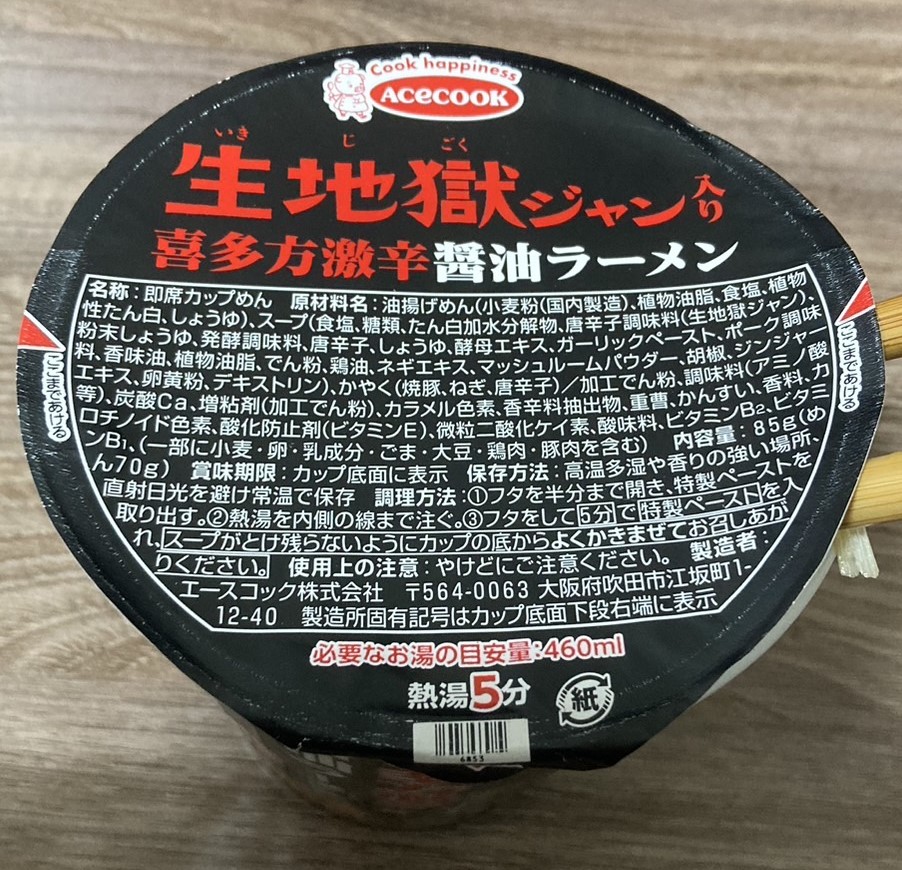 Cook happiness
Acecook
いきじごく
生地獄ジャン入り
喜多方激辛醤油ラーメン
名称:即席カップめん 原材料名:油揚げめん(小麦粉(国内製造)、植物油脂、食塩、植物
性たん白、しょうゆ)、スープ(食塩、糖類、たん白加水分解物、唐辛子調味料(生地獄ジャン)、
粉末しょうゆ、発酵調味料、唐辛子、しょうゆ、酵母エキス、ガーリックペースト、ポーク調味
料、香味油、植物油脂、でん粉、鶏油、ネギエキス、マッシュルームパウダー、胡椒、ジンジャー
エキス、卵黄粉、デキストリン)、かやく(焼豚、ねぎ、唐辛子)/加工でん粉、調味料(アミノ酸
等)、炭酸Ca、増粘剤(加工でん粉)、カラメル色素、香辛料抽出物、重曹、かんすい、香料、カ
ロチノイド色素、酸化防止剤(ビタミンE)、微粒二酸化ケイ素、酸味料、ビタミンB2、ビタミ
ンB1、(一部に小麦・卵・乳成分・ごま・大豆・鶏肉・豚肉を含む) 内容量:85g(め
ん70g) 賞味期限:カップ底面に表示 保存方法:高温多湿や香りの強い場所、
直射日光を避け常温で保存 調理方法:①フタを半分まで開き、特製ペーストを
取り出す。②熱湯を内側の線まで注ぐ。③フタをして5分で特製ペーストを入
れ、スープがとけ残らないようにカップの底からよくかきまぜてお召しあが
りください。 使用上の注意:やけどにご注意ください。 製造者:
エースコック株式会社 〒564-0063 大阪府吹田市江坂町1-
12-40 製造所固有記号はカップ底面下段右端に表示
ここまであける
ここまであける
必要なお湯の目安量:460ml
熱湯5分
紙
6853